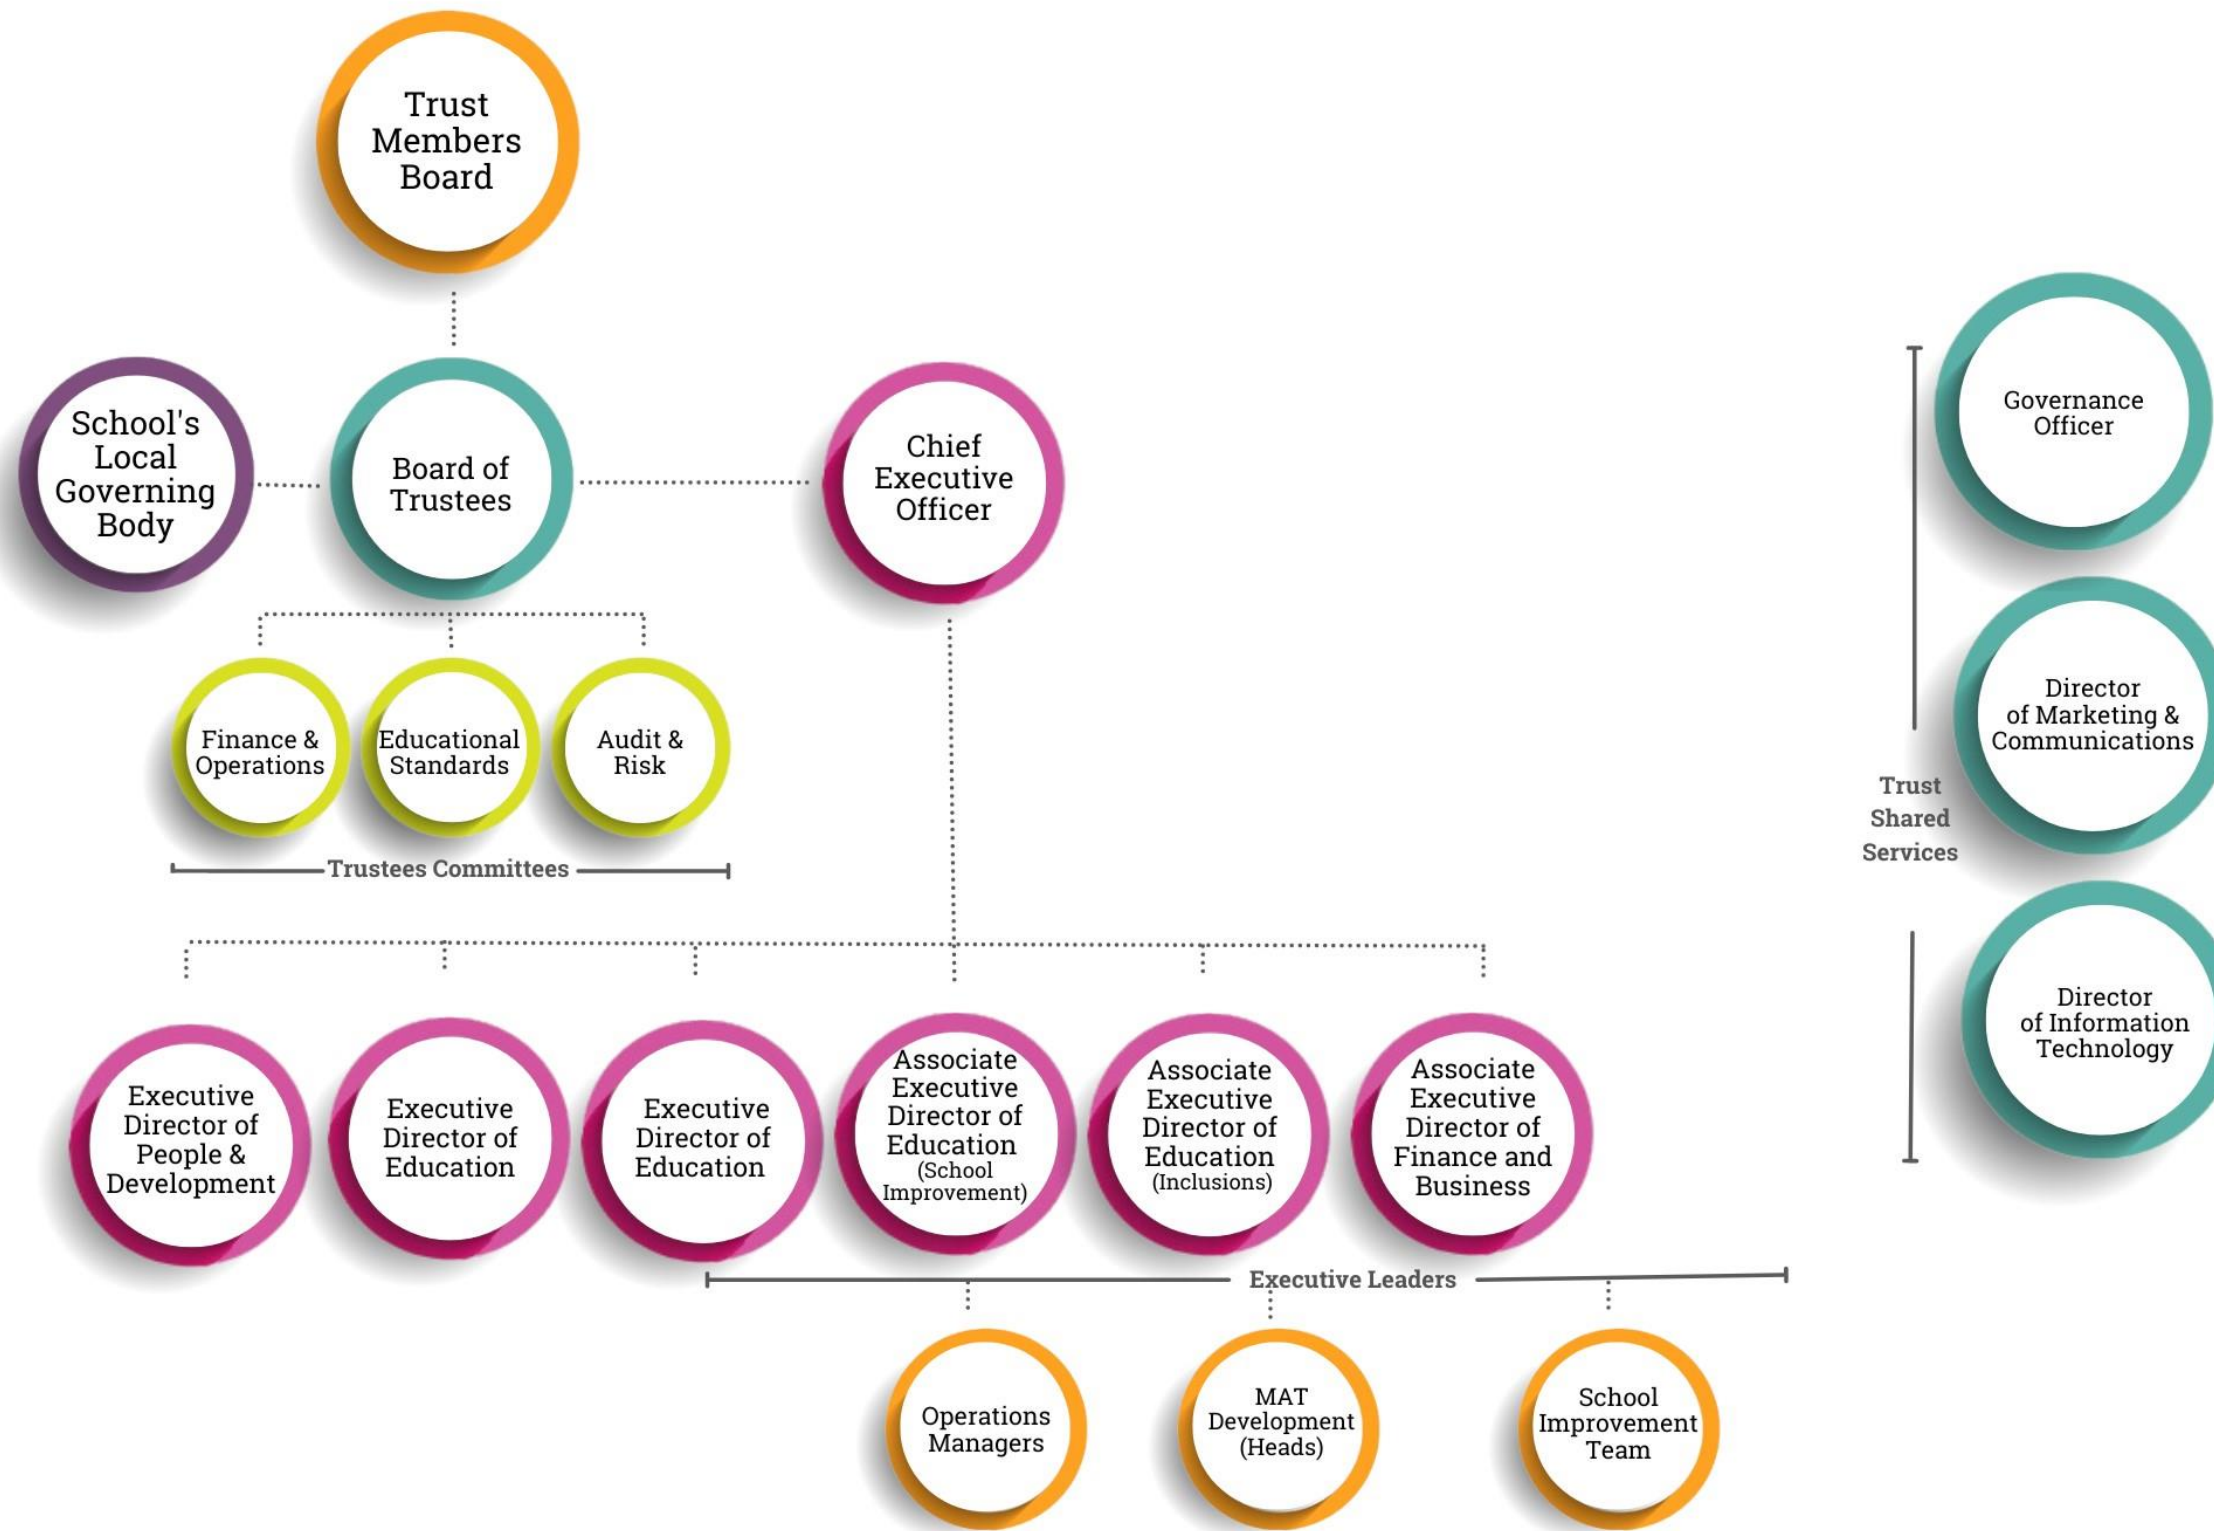 Trust
Members
Board
School's
Local
Governing
Body
Board of
Trustees
Chief
Executive
Officer
Finance &
Operations
Educational
Standards
Audit &
Risk
Trustees Committees
Executive
Director of
People &
Development
Executive
Director of
Education
Executive
Director of
Education
Associate
Executive
Director of
Education
(School
Improvement)
Associate
Executive
Director of
Education
(Inclusions)
Associate
Executive
Director of
Finance and
Business
Executive Leaders
Operations
Managers
MAT
Development
(Heads)
School
Improvement
Team
Trust
Shared
Services
Governance
Officer
Director
of Marketing &
Communications
Director
of Information
Technology